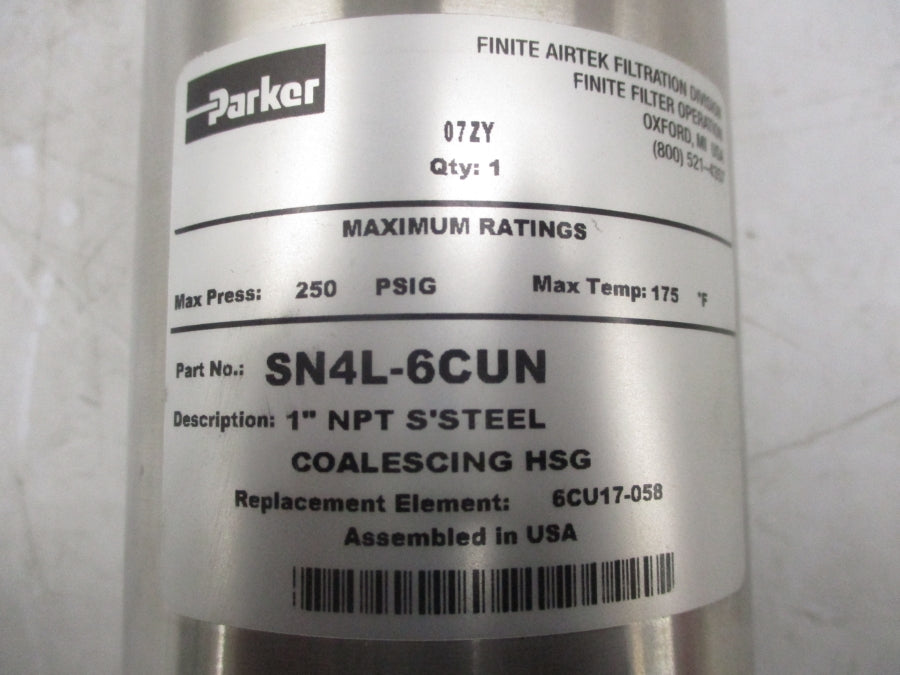 Parker
FINITE AIRTEK FILTRATION DIVISION
FINITE FILTER OPERATION
OXFORD, MI USA
(800) 521-
07ZY
Qty: 1
MAXIMUM RATINGS
Max Press: 250 PSIG Max Temp: 175 °F
Part No.: SN4L-6CUN
Description: 1" NPT S'STEEL
COALESCING HSG
Replacement Element: 6CU17-058
Assembled in USA